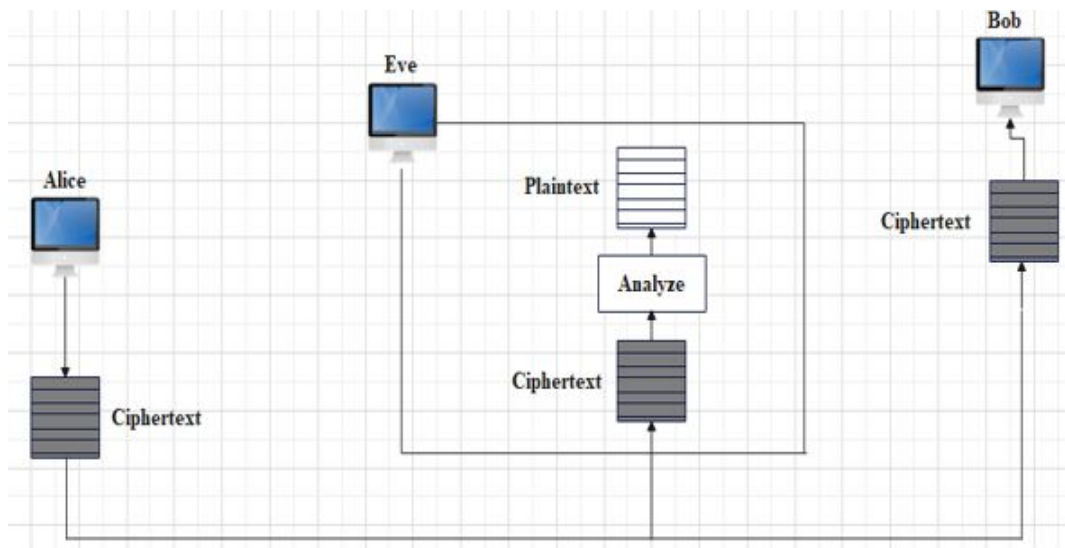 Bob
Eve
Alice
Plaintext
Ciphertext
Analyze
Ciphertext
Ciphertext